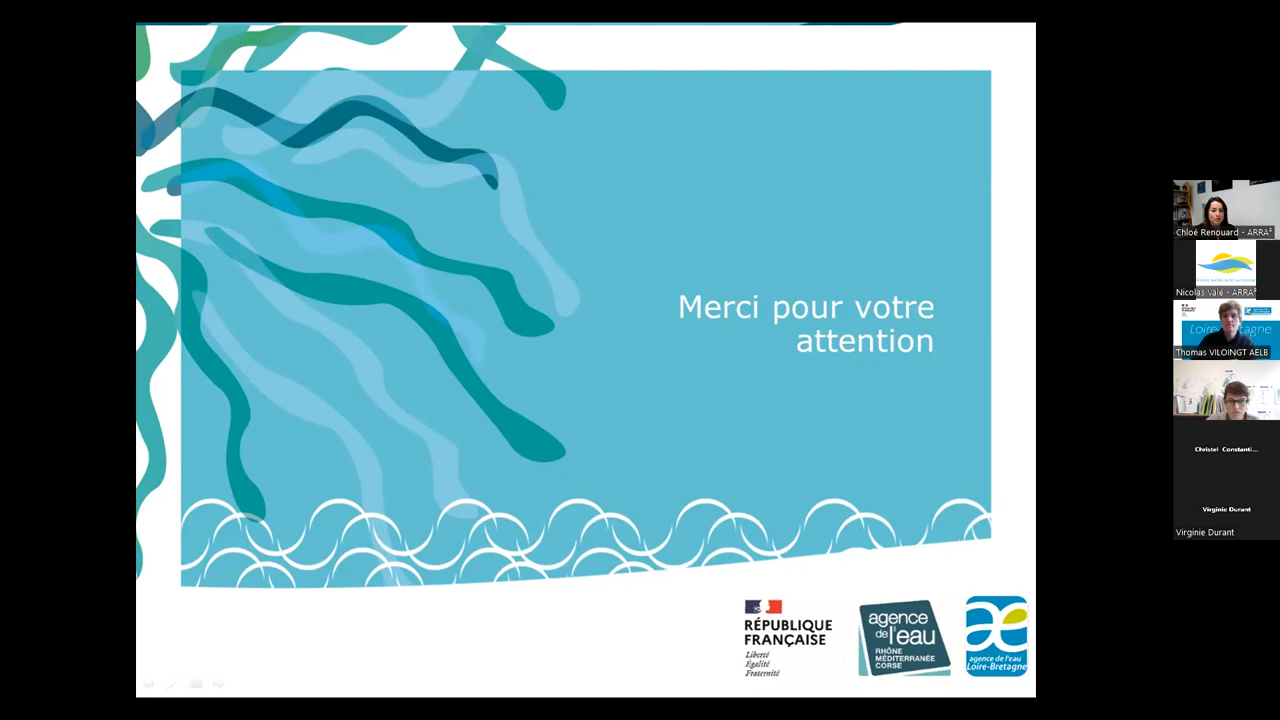 Merci pour votre
attention
RÉPUBLIQUE
FRANÇAISE
Liberté
Égalité
Fraternité
agence
de l'eau
RHÔNE
MÉDITERRANÉE
CORSE
agence de l'eau
Loire-Bretagne
Chloé Renouard - ARRA²
Nicolas Valé - ARRA²
Thomas VILOINGT AELB
Christel Constanti...
Virginie Durant
Virginie Durant